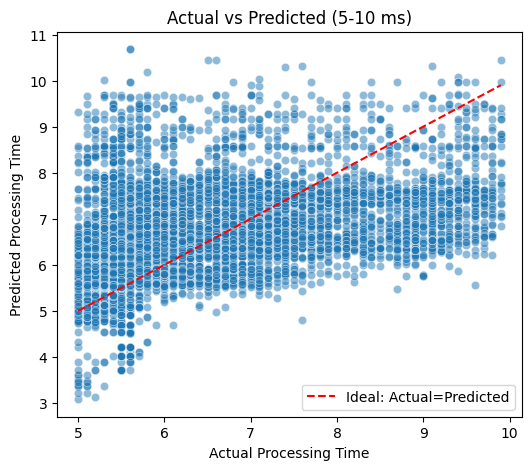 Actual vs Predicted (5-10 ms)
Predicted Processing Time
11
10
9
8
7
6
5
4
3
Ideal: Actual=Predicted
5 6 7 8 9 10
Actual Processing Time